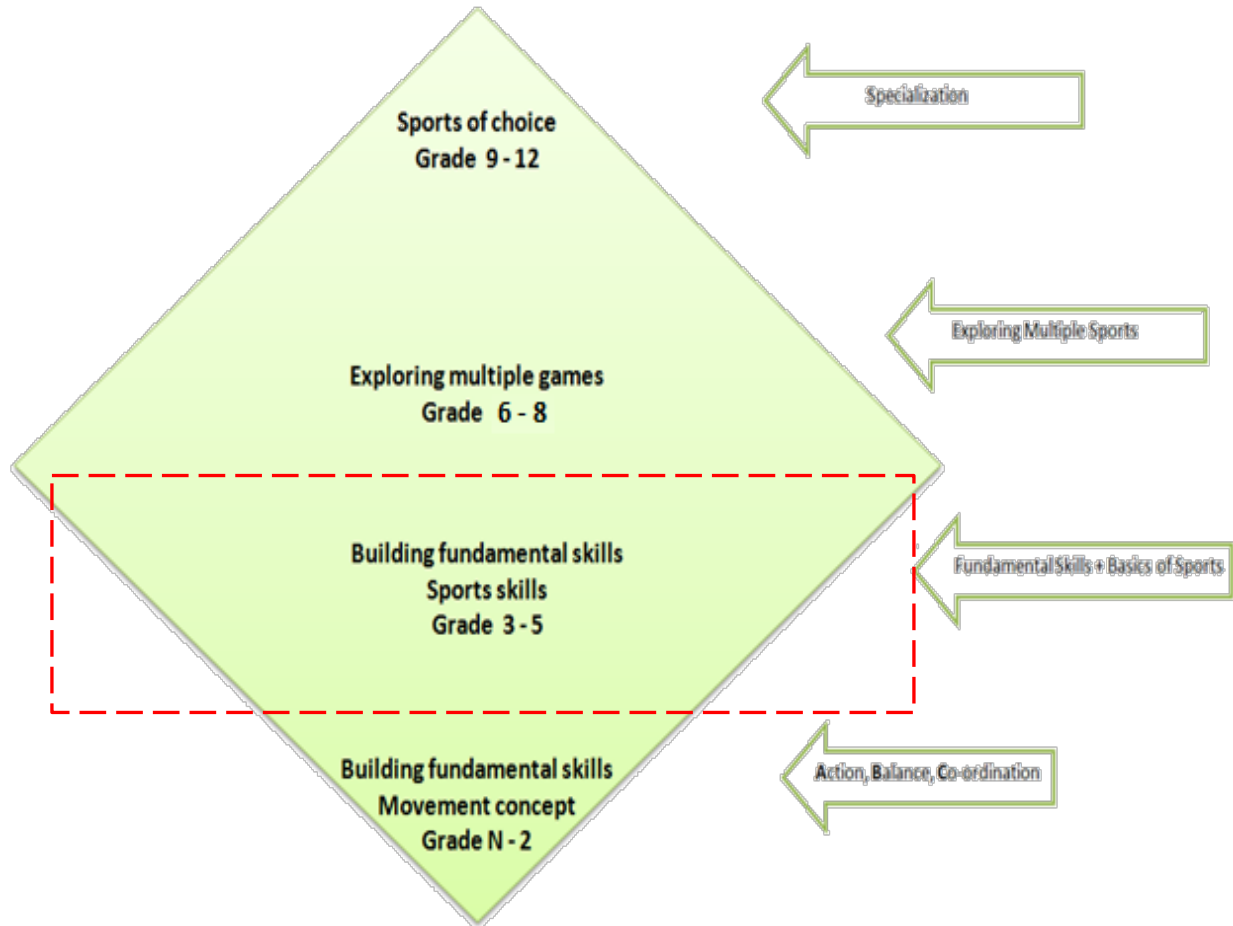 Specialization
Sports of choice
Grade 9 - 12
Exploring Multiple Sports
Exploring multiple games
Grade 6 - 8
Building fundamental skills
Sports skills
Grade 3 - 5
Fundamental Skills + Basics of Sports
Building fundamental skills
Movement concept
Grade N - 2
Action, Balance, Co-ordination